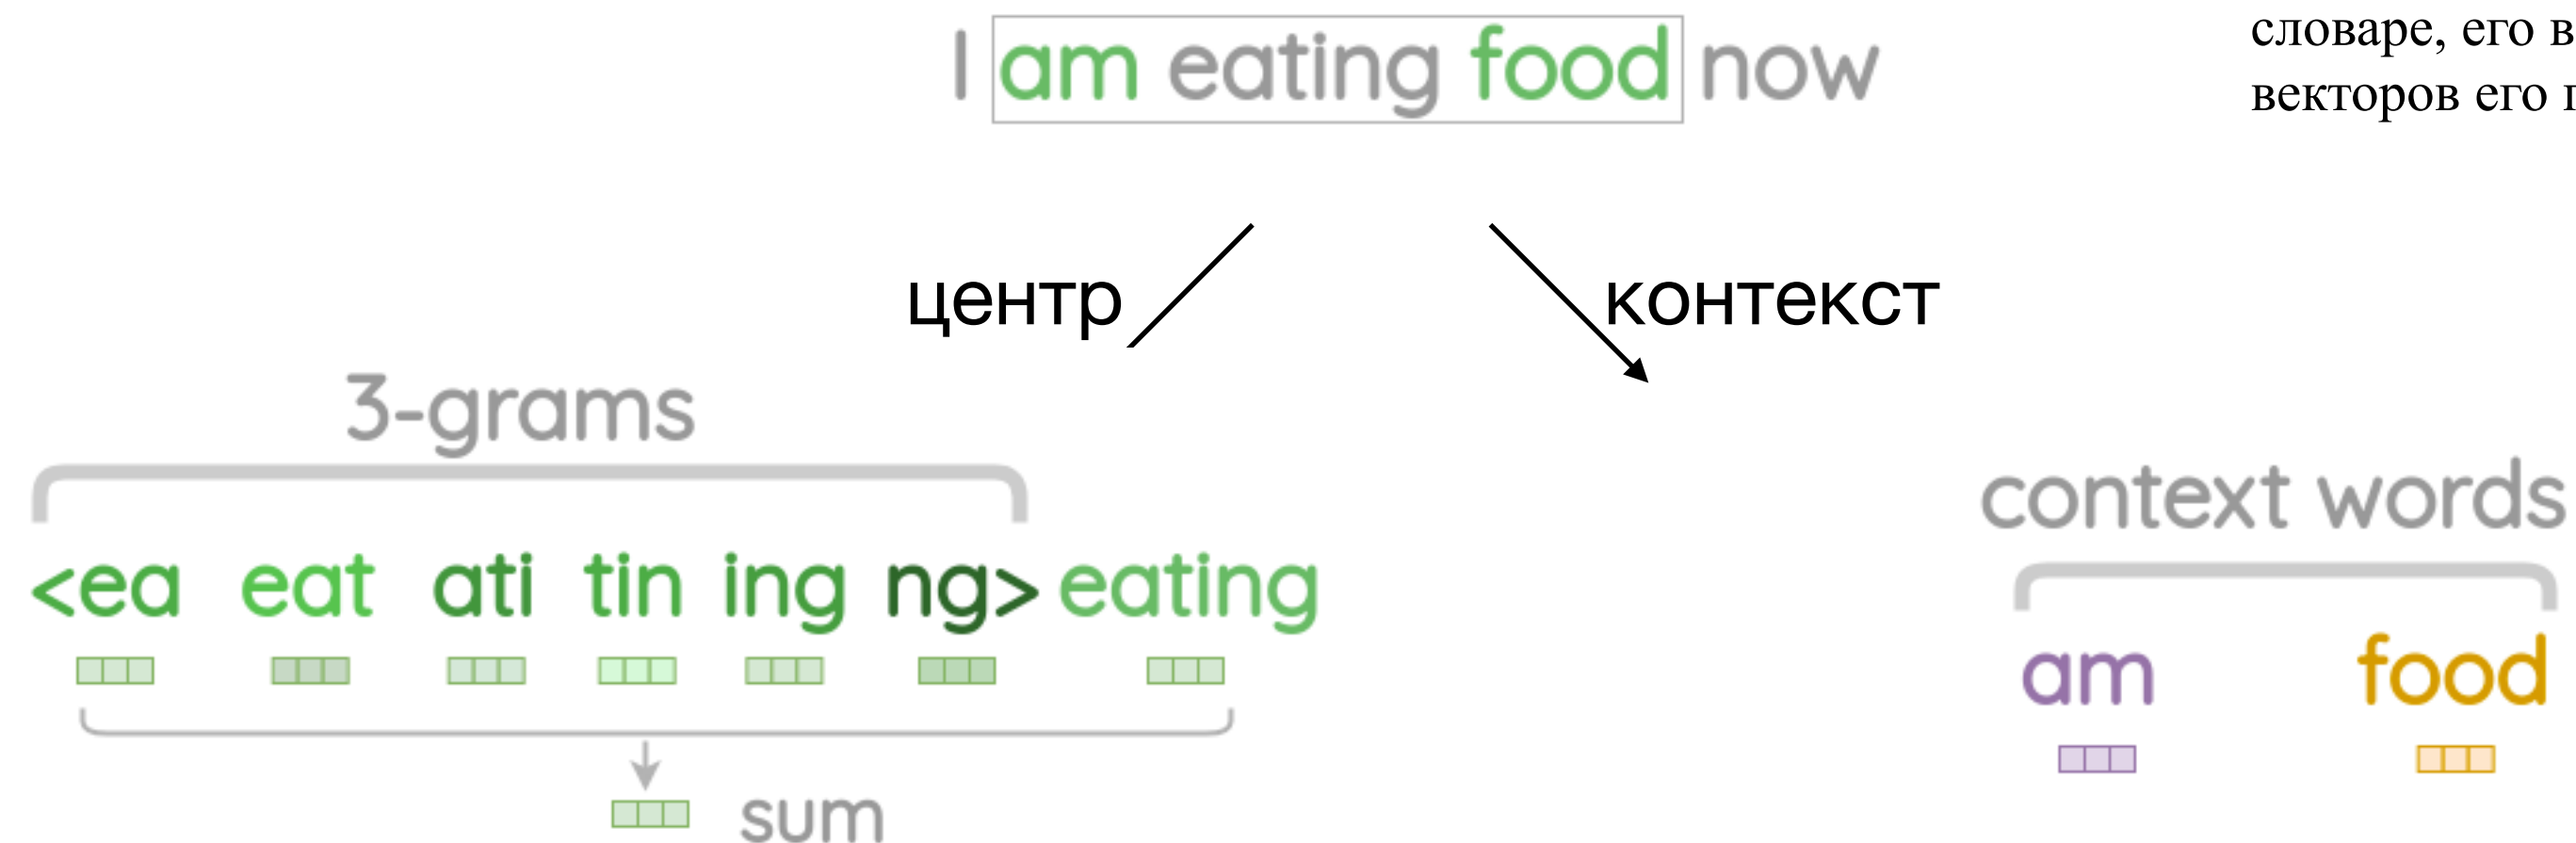 I am eating food now
словаре, его
векторов его
центр
контекст
3-grams
context words
<ea eat ati tin ing ng> eating
am food
sum